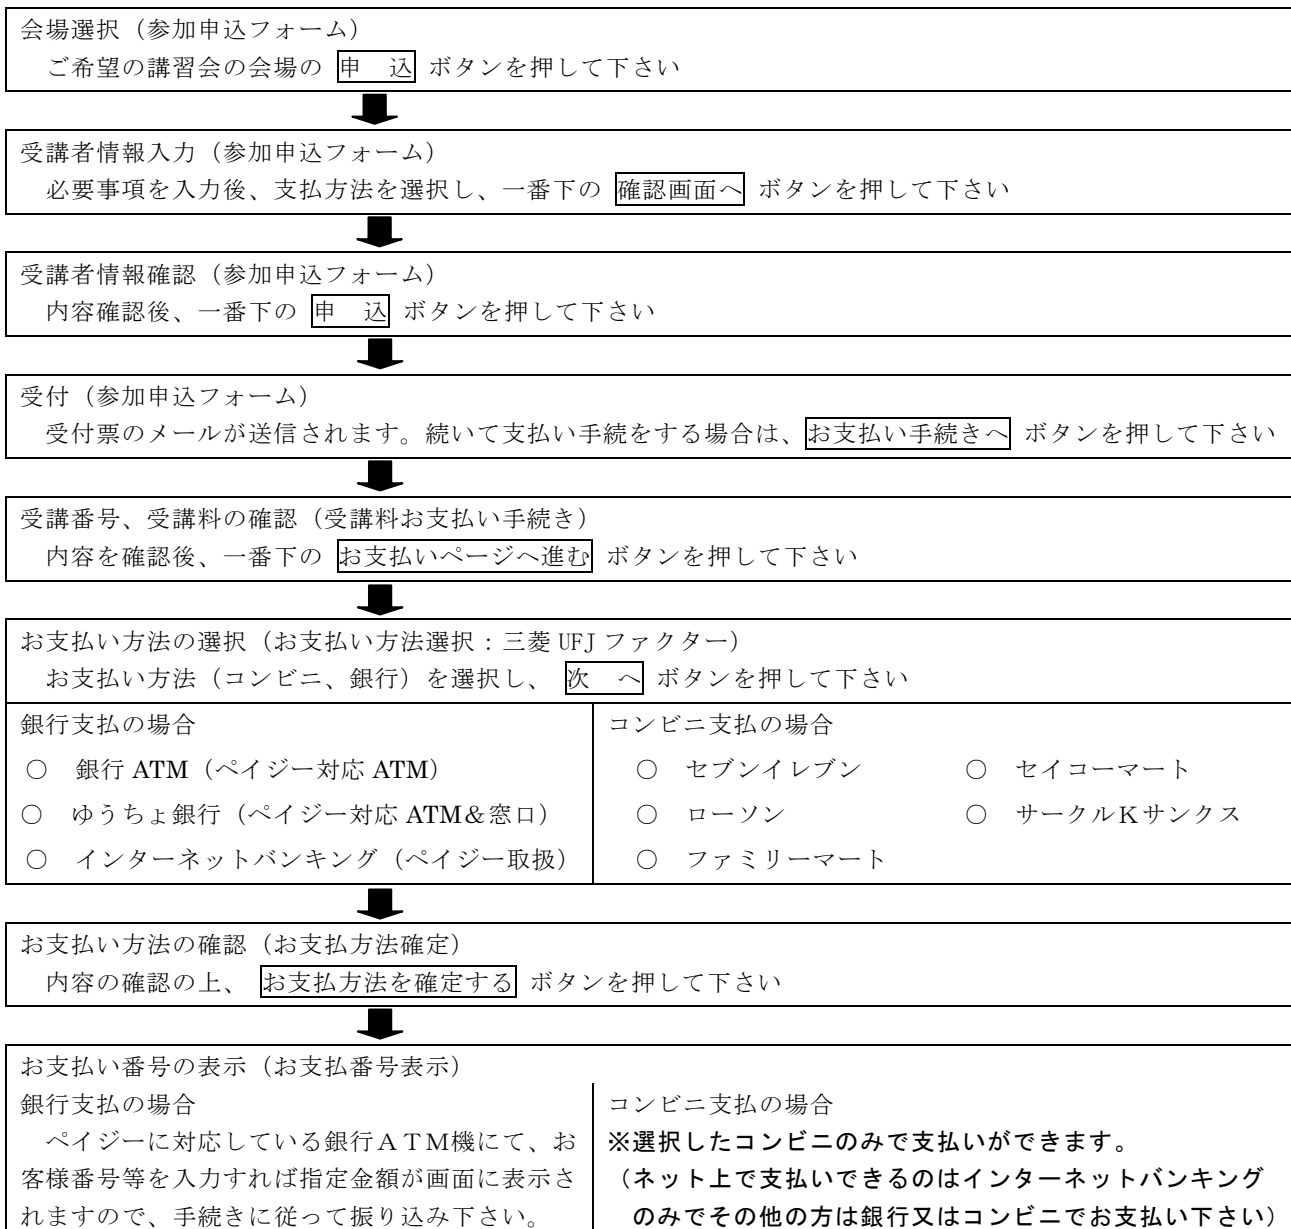 会場選択（参加申込フォーム）
ご希望の講習会の会場の 申　込 ボタンを押して下さい
受講者情報入力（参加申込フォーム）
必要事項を入力後、支払方法を選択し、一番下の 確認画面へ ボタンを押して下さい
受講者情報確認（参加申込フォーム）
内容確認後、一番下の 申　込 ボタンを押して下さい
受付（参加申込フォーム）
受付票のメールが送信されます。続いて支払い手続をする場合は、お支払い手続きへ ボタンを押して下さい
受講番号、受講料の確認（受講料お支払い手続き）
内容を確認後、一番下の お支払いページへ進む ボタンを押して下さい
お支払い方法の選択（お支払い方法選択：三菱 UFJ ファクター）
お支払い方法（コンビニ、銀行）を選択し、 次　へ ボタンを押して下さい
銀行支払の場合
○　銀行 ATM（ペイジー対応 ATM）
○　ゆうちょ銀行（ペイジー対応 ATM＆窓口）
○　インターネットバンキング（ペイジー取扱）
コンビニ支払の場合
○　セブンイレブン　　　○　セイコーマート
○　ローソン　　　○　サークルＫサンクス
○　ファミリーマート
お支払い方法の確認（お支払方法確定）
内容の確認の上、 お支払方法を確定する ボタンを押して下さい
お支払い番号の表示（お支払番号表示）
銀行支払の場合
ペイジーに対応している銀行ＡＴＭ機にて、お
客様番号等を入力すれば指定金額が画面に表示さ
れますので、手続きに従って振り込み下さい。
コンビニ支払の場合
※選択したコンビニのみで支払いができます。
（ネット上で支払いできるのはインターネットバンキング
のみでその他の方は銀行又はコンビニでお支払い下さい）